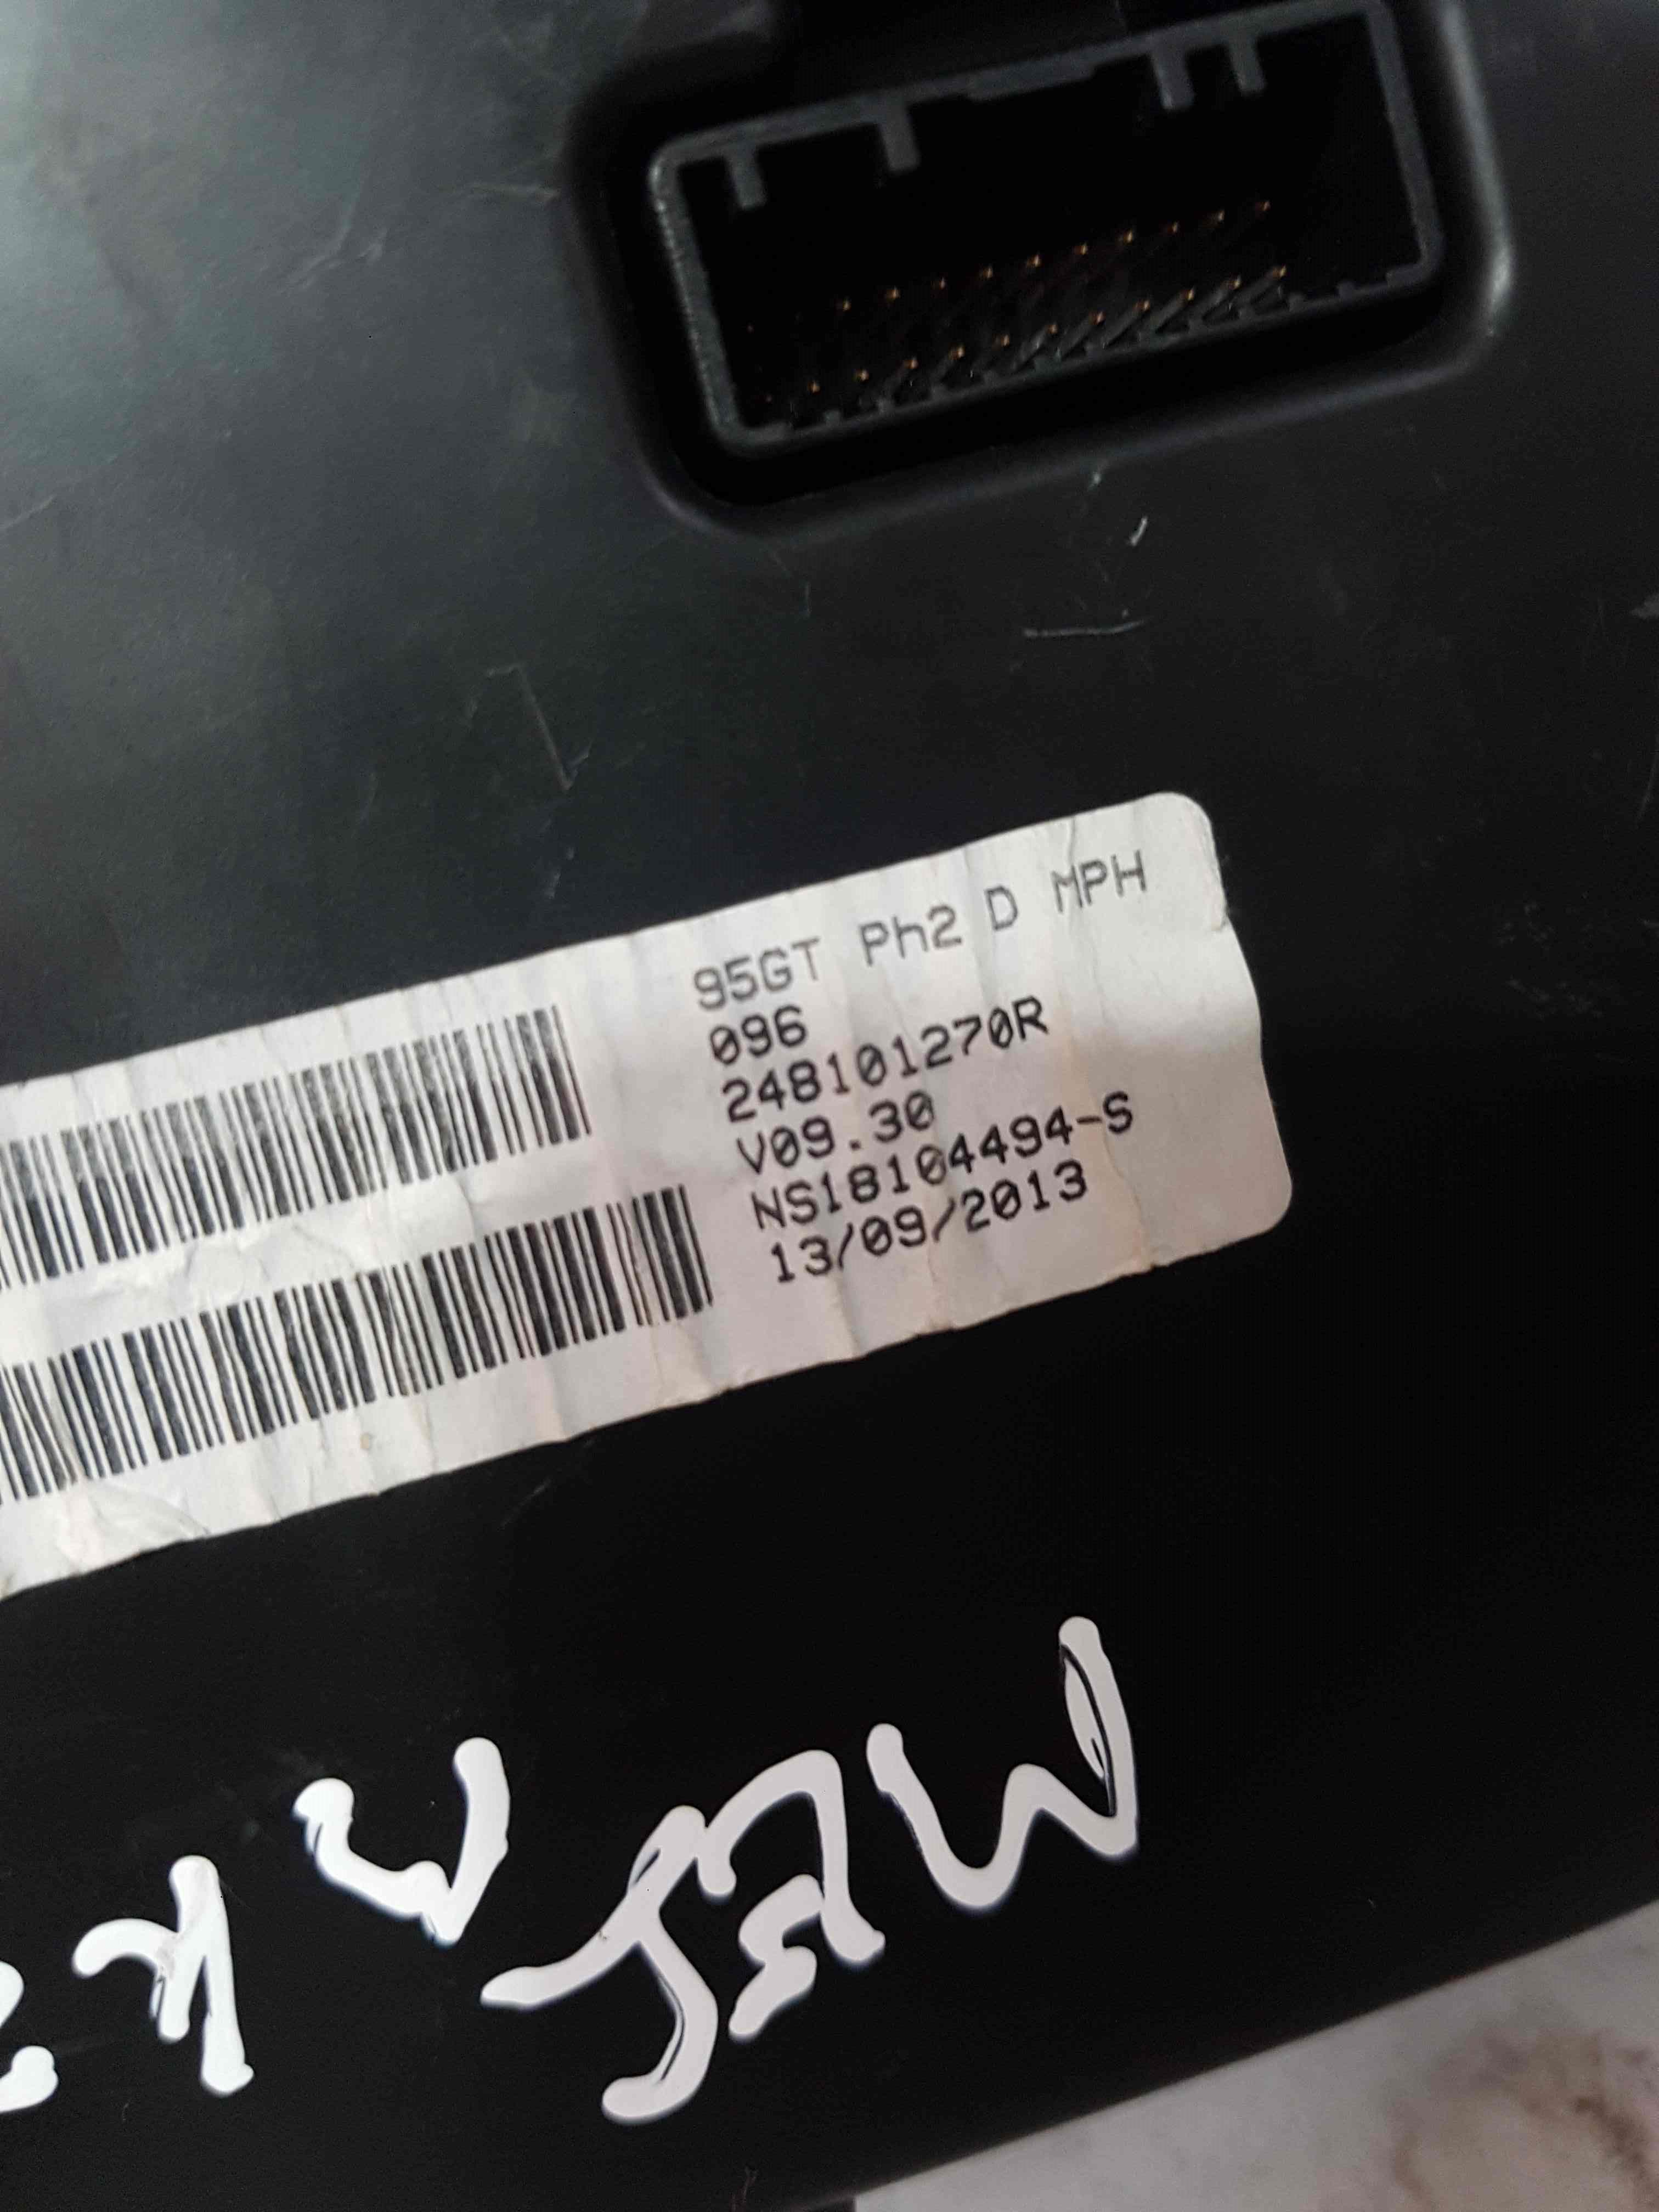 95GT Ph2 D MPH
096
248101270R
V09.30
NS18104494-S
13/09/2013